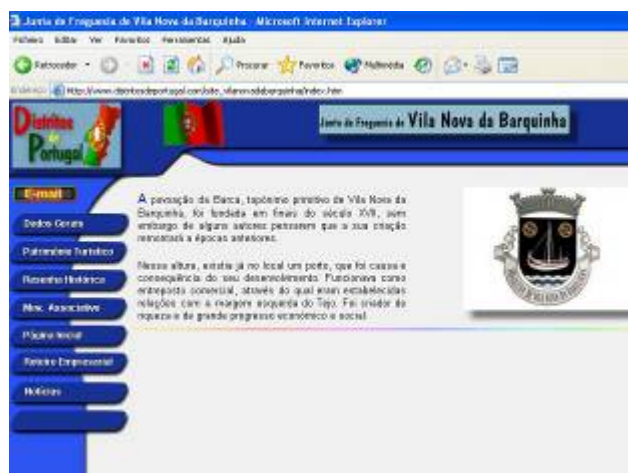 Junta de Freguesia de Vila Nova da Barquinha - Microsoft Internet Explorer
Ficheiro Editar Ver Favoritos Ferramentas Ajuda
Retroceder Procurar Favoritos Multimédia
Endereço
Distritos de Portugal
Junta de Freguesia de Vila Nova da Barquinha
E-mail
Dados Gerais
Património Turístico
Resenha Histórica
Mov. Associativo
Página Inicial
Roteiro Empresarial
Notícias
A povoação da Barca, topónimo primitivo de Vila Nova da
Barquinha, foi fundada em finais do século XVII, sem
embargo de alguns autores pensarem que a sua criação
remontará a épocas anteriores.
Nessa altura, existia já no local um porto, que foi causa e
consequência do seu desenvolvimento. Funcionava como
entreposto comercial, através do qual eram estabelecidas
relações com a margem esquerda do Tejo. Foi criador de
riqueza e de grande progresso económico e social.